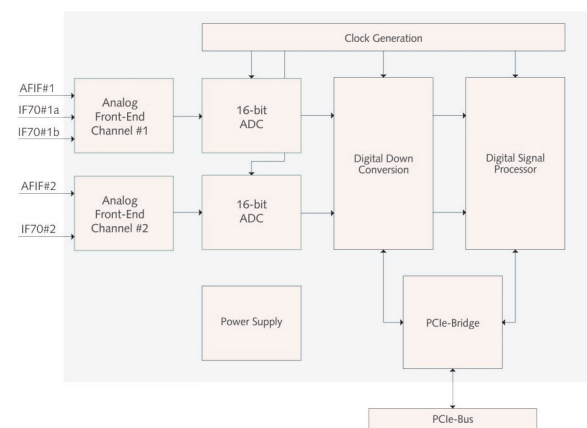 Clock Generation
AFIF#1
IF70#1a
IF70#1b
Analog
Front-End
Channel #1
16-bit
ADC
Digital Down
Conversion
Digital Signal
Processor
AFIF#2
IF70#2
Analog
Front-End
Channel #2
16-bit
ADC
Power Supply
PCIe-Bridge
PCIe-Bus